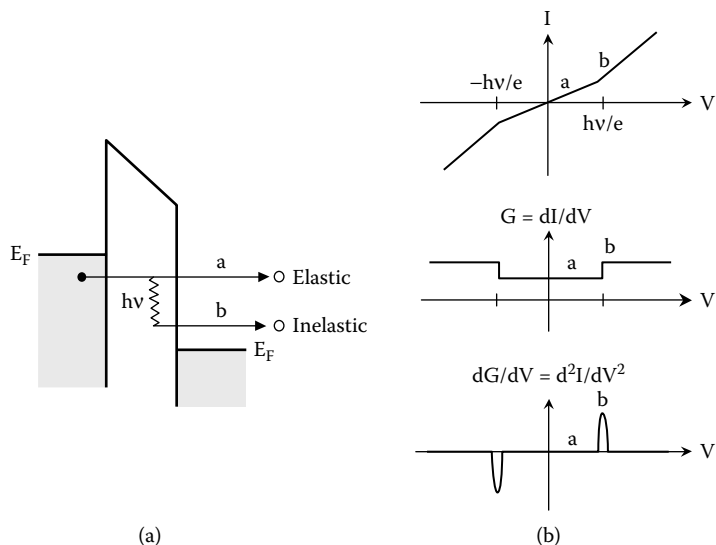 E_F
a
Elastic
hν
b
Inelastic
E_F
(a)
I
b
−hν/e
a
V
hν/e
G = dI/dV
b
a
V
dG/dV = d²I/dV²
b
a
V
(b)